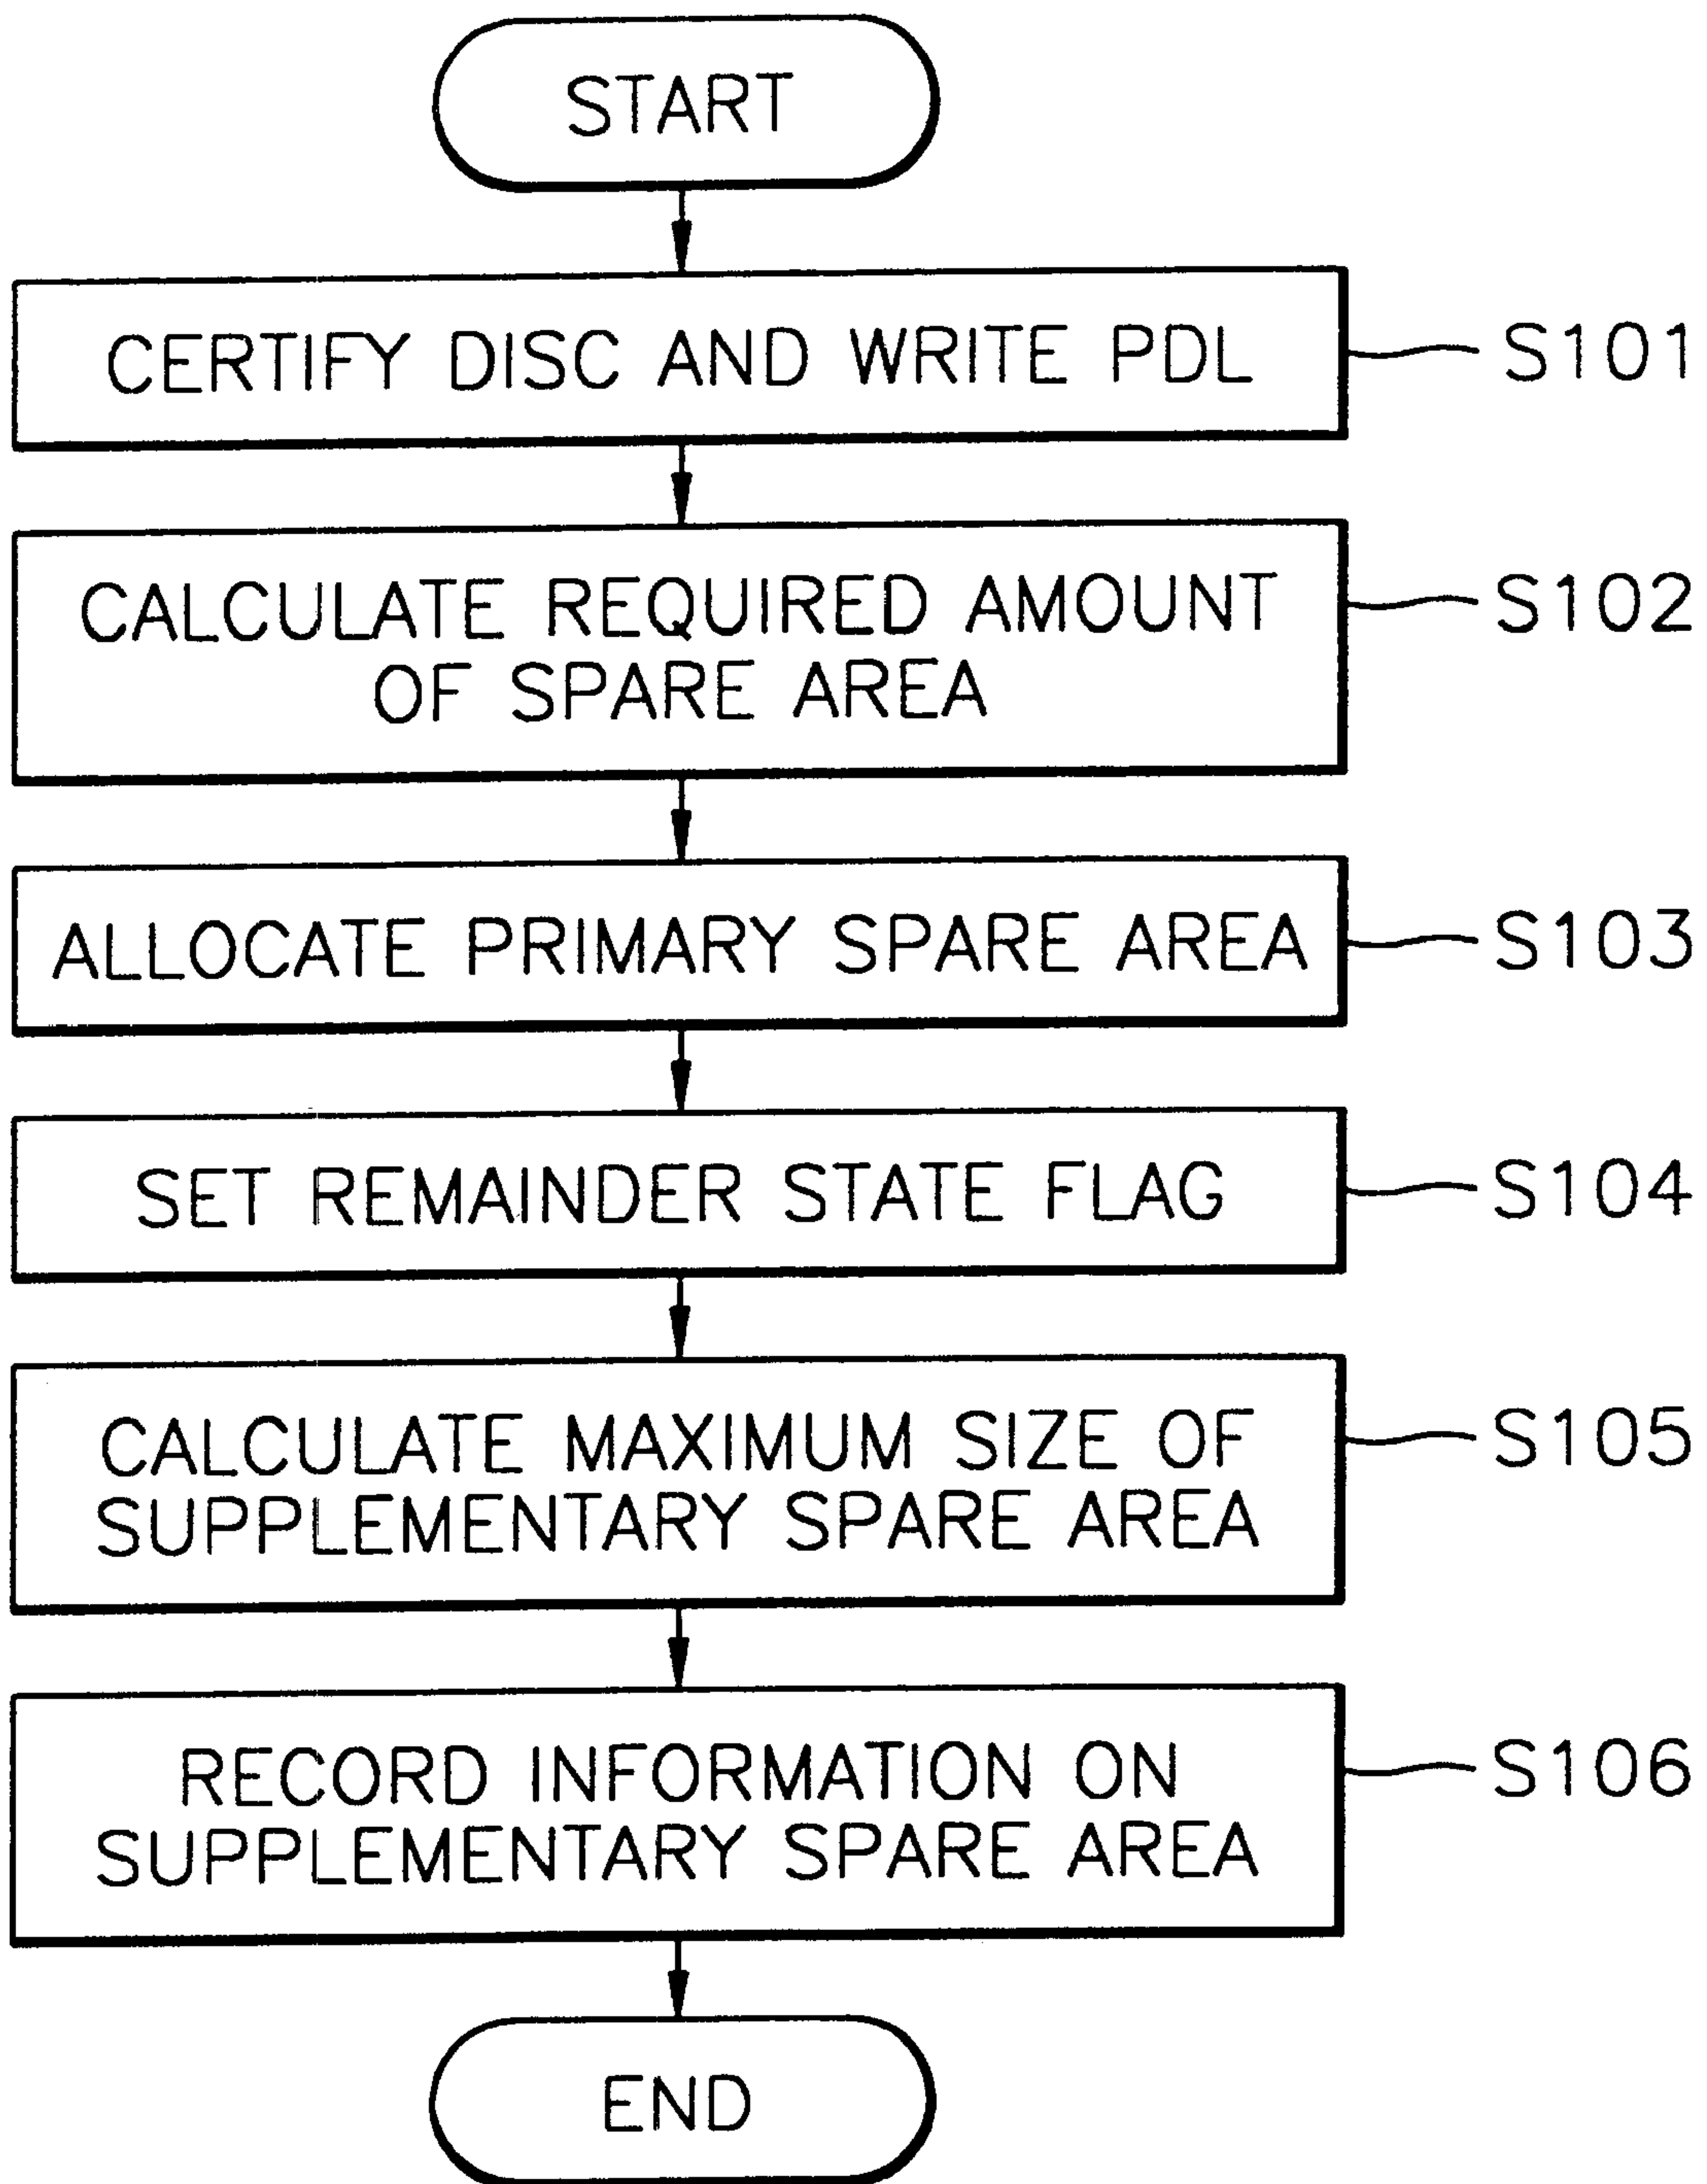 START
CERTIFY DISC AND WRITE PDL
S101
CALCULATE REQUIRED AMOUNT
OF SPARE AREA
S102
ALLOCATE PRIMARY SPARE AREA
S103
SET REMAINDER STATE FLAG
S104
CALCULATE MAXIMUM SIZE OF
SUPPLEMENTARY SPARE AREA
S105
RECORD INFORMATION ON
SUPPLEMENTARY SPARE AREA
S106
END